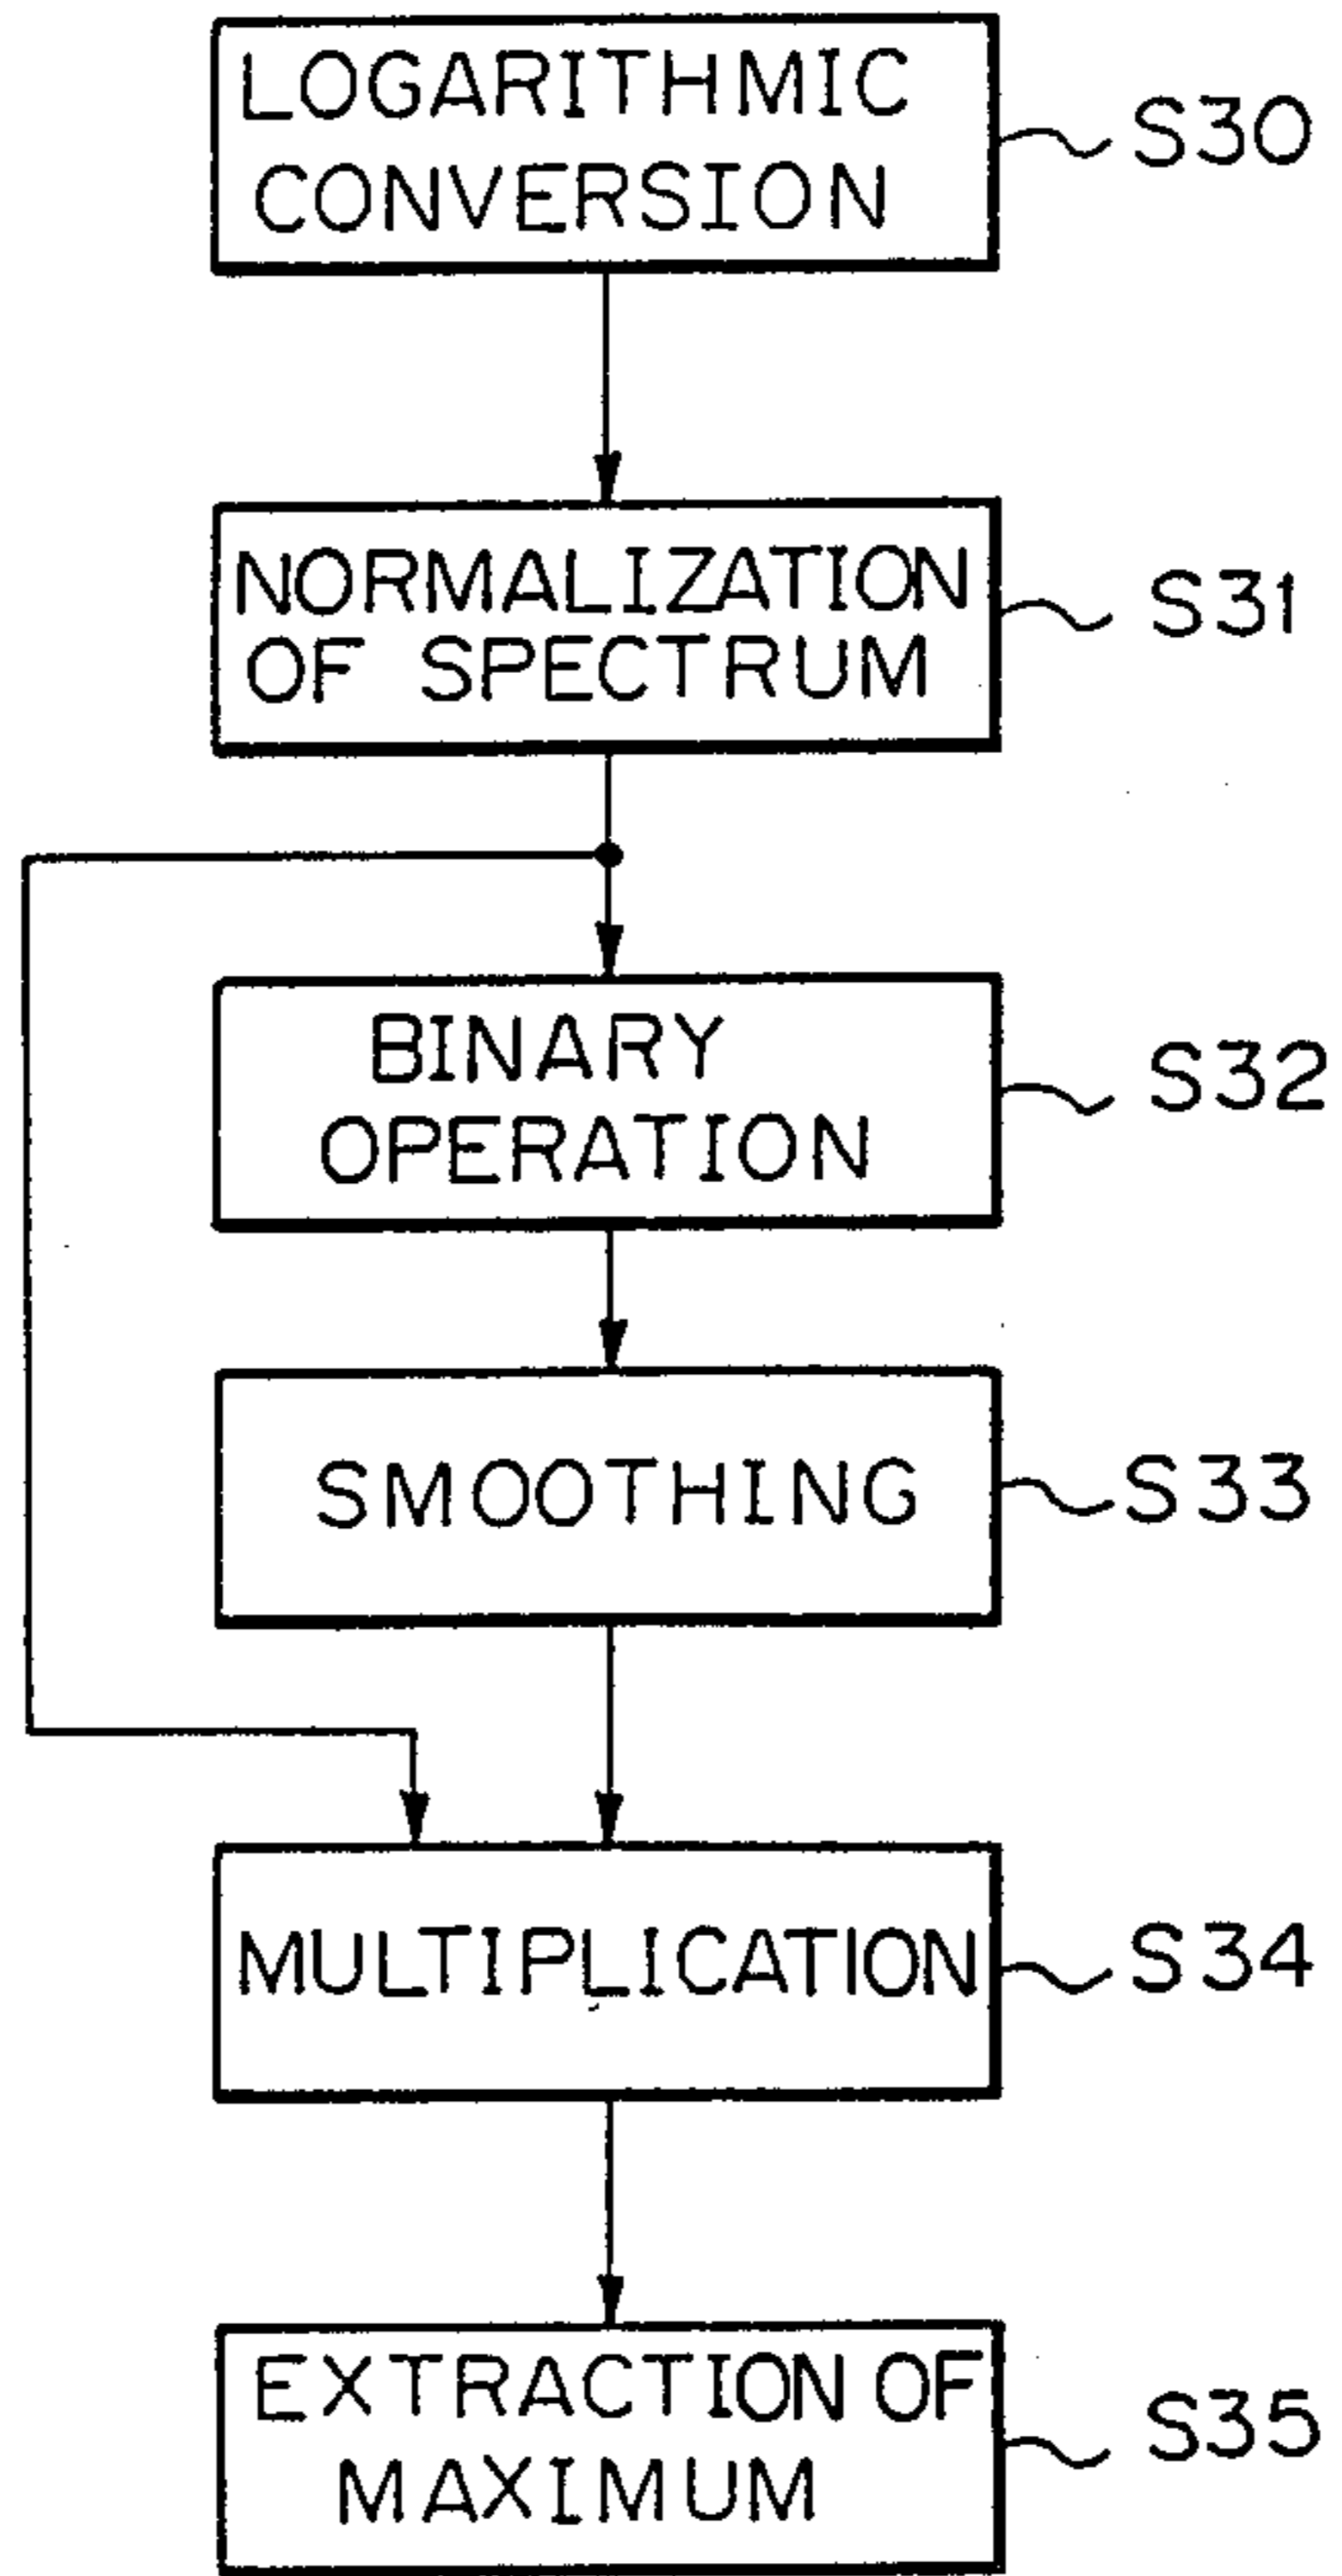 LOGARITHMIC
CONVERSION
S30
NORMALIZATION
OF SPECTRUM
S31
BINARY
OPERATION
S32
SMOOTHING
S33
MULTIPLICATION
S34
EXTRACTION OF
MAXIMUM
S35